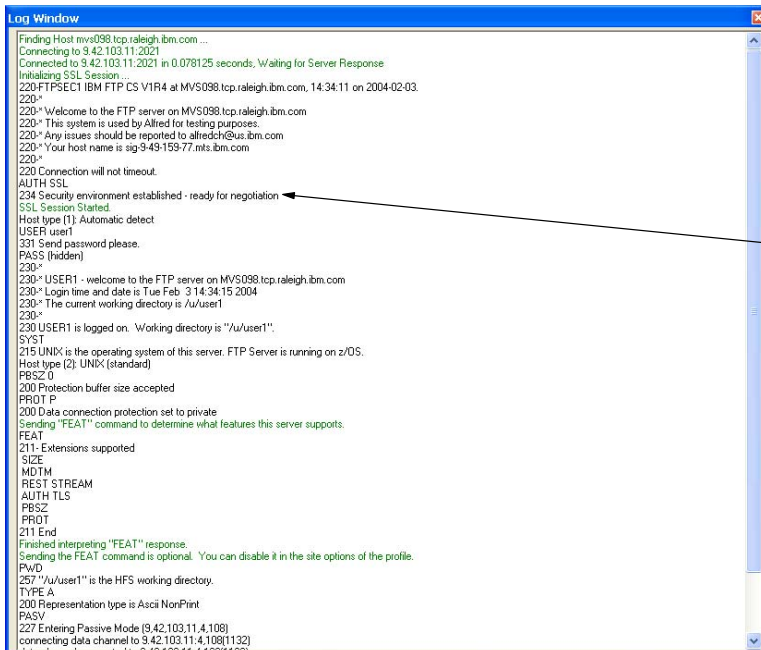 Log Window
Finding Host mvs098.tcp.raleigh.ibm.com ...
Connecting to 9.42.103.11:2021
Connected to 9.42.103.11:2021 in 0.078125 seconds, Waiting for Server Response
Initializing SSL Session ...
220-FTPSEC1 IBM FTP CS V1R4 at MVS098.tcp.raleigh.ibm.com, 14:34:11 on 2004-02-03.
220-*
220-* Welcome to the FTP server on MVS098.tcp.raleigh.ibm.com
220-* This system is used by Alfred for testing purposes.
220-* Any issues should be reported to alfredch@us.ibm.com
220-* Your host name is sig-9-49-159-77.mts.ibm.com
220-*
220 Connection will not timeout.
AUTH SSL
234 Security environment established - ready for negotiation
SSL Session Started.
Host type (1): Automatic detect
USER user1
331 Send password please.
PASS (hidden)
230-*
230-* USER1 - welcome to the FTP server on MVS098.tcp.raleigh.ibm.com
230-* Login time and date is Tue Feb  3 14:34:15 2004
230-* The current working directory is /u/user1
230-*
230 USER1 is logged on.  Working directory is "/u/user1".
SYST
215 UNIX is the operating system of this server. FTP Server is running on z/OS.
Host type (2): UNIX (standard)
PBSZ 0
200 Protection buffer size accepted
PROT P
200 Data connection protection set to private
Sending "FEAT" command to determine what features this server supports.
FEAT
211- Extensions supported
SIZE
MDTM
REST STREAM
AUTH TLS
PBSZ
PROT
211 End
Finished interpreting "FEAT" response.
Sending the FEAT command is optional.  You can disable it in the site options of the profile.
PWD
257 "/u/user1" is the HFS working directory.
TYPE A
200 Representation type is Ascii NonPrint
PASV
227 Entering Passive Mode (9,42,103,11,4,108)
connecting data channel to 9.42.103.11:4,108(1132)